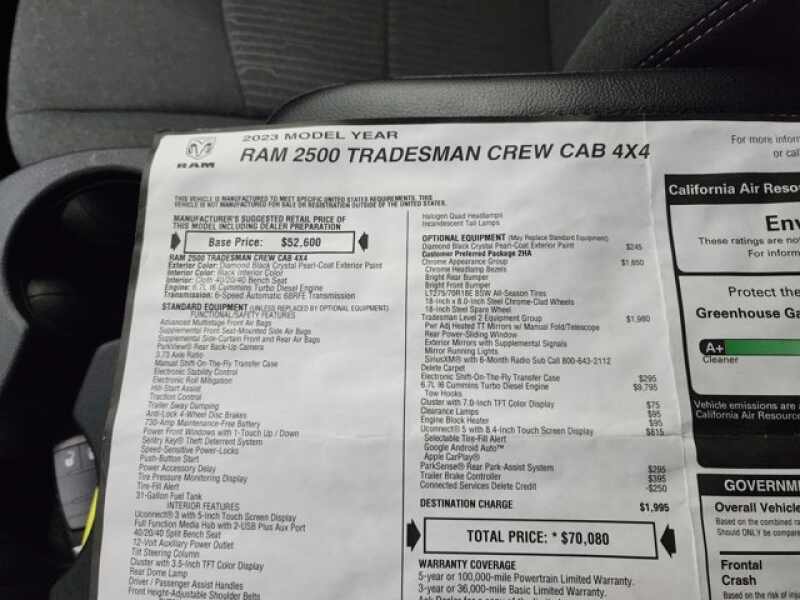 2023 MODEL YEAR
RAM 2500 TRADESMAN CREW CAB 4X4
RAM
THIS VEHICLE IS MANUFACTURED TO MEET SPECIFIC UNITED STATES REQUIREMENTS. THIS
VEHICLE IS NOT MANUFACTURED FOR SALE OR REGISTRATION OUTSIDE OF THE UNITED STATES.
MANUFACTURER'S SUGGESTED RETAIL PRICE OF
THIS MODEL INCLUDING DEALER PREPARATION
Base Price: $52,600
RAM 2500 TRADESMAN CREW CAB 4X4
Exterior Color: Diamond Black Crystal Pearl-Coat Exterior Paint
Interior Color: Black Interior Color
Interior: Cloth 40/20/40 Bench Seat
Engine: 6.7L I6 Cummins Turbo Diesel Engine
Transmission: 6-Speed Automatic 68RFE Transmission
STANDARD EQUIPMENT (UNLESS REPLACED BY OPTIONAL EQUIPMENT)
FUNCTIONAL/SAFETY FEATURES
Advanced Multistage Front Air Bags
Supplemental Front Seat-Mounted Side Air Bags
Supplemental Side-Curtain Front and Rear Air Bags
ParkView® Rear Back-Up Camera
3.73 Axle Ratio
Manual Shift-On-The-Fly Transfer Case
Electronic Stability Control
Electronic Roll Mitigation
Hill-Start Assist
Traction Control
Trailer Sway Damping
Anti-Lock 4-Wheel Disc Brakes
730-Amp Maintenance-Free Battery
Power Front Windows with 1-Touch Up / Down
Sentry Key® Theft Deterrent System
Speed-Sensitive Power-Locks
Push-Button Start
Power Accessory Delay
Tire Pressure Monitoring Display
Tire-Fill Alert
31-Gallon Fuel Tank
INTERIOR FEATURES
Uconnect® 3 with 5-Inch Touch Screen Display
Full Function Media Hub with 2-USB Plus Aux Port
40/20/40 Split Bench Seat
12-Volt Auxiliary Power Outlet
Tilt Steering Column
Cluster with 3.5-Inch TFT Color Display
Rear Dome Lamp
Driver / Passenger Assist Handles
Front Height-Adjustable Shoulder Belts
Halogen Quad Headlamps
Incandescent Tail Lamps
OPTIONAL EQUIPMENT (May Replace Standard Equipment)
Diamond Black Crystal Pearl-Coat Exterior Paint $245
Customer Preferred Package 2HA
Chrome Appearance Group $1,850
Chrome Headlamp Bezels
Bright Rear Bumper
Bright Front Bumper
LT275/70R18E BSW All-Season Tires
18-Inch x 8.0-Inch Steel Chrome-Clad Wheels
18-Inch Steel Spare Wheel
Tradesman Level 2 Equipment Group $1,980
Pwr Adj Heated TT Mirrors w/ Manual Fold/Telescope
Rear Power-Sliding Window
Exterior Mirrors with Supplemental Signals
Mirror Running Lights
SiriusXM® with 6-Month Radio Sub Call 800-643-2112
Delete Carpet
Electronic Shift-On-The-Fly Transfer Case $295
6.7L I6 Cummins Turbo Diesel Engine $9,795
Tow Hooks
Cluster with 7.0-Inch TFT Color Display $75
Clearance Lamps $95
Engine Block Heater $95
Uconnect® 5 with 8.4-Inch Touch Screen Display $615
Selectable Tire-Fill Alert
Google Android Auto™
Apple CarPlay®
ParkSense® Rear Park-Assist System $295
Trailer Brake Controller $395
Connected Services Delete Credit -$250
DESTINATION CHARGE $1,995
TOTAL PRICE: * $70,080
WARRANTY COVERAGE
5-year or 100,000-mile Powertrain Limited Warranty.
3-year or 36,000-mile Basic Limited Warranty.
For more inform
or cal
California Air Reso
Env
These ratings are no
For inform
Protect the
Greenhouse Ga
A+
Cleaner
Vehicle emissions are a
California Air Resource
GOVERNM
Overall Vehicle
Based on the combined ra
Should ONLY be compare
Frontal
Crash
Based on the risk of inju